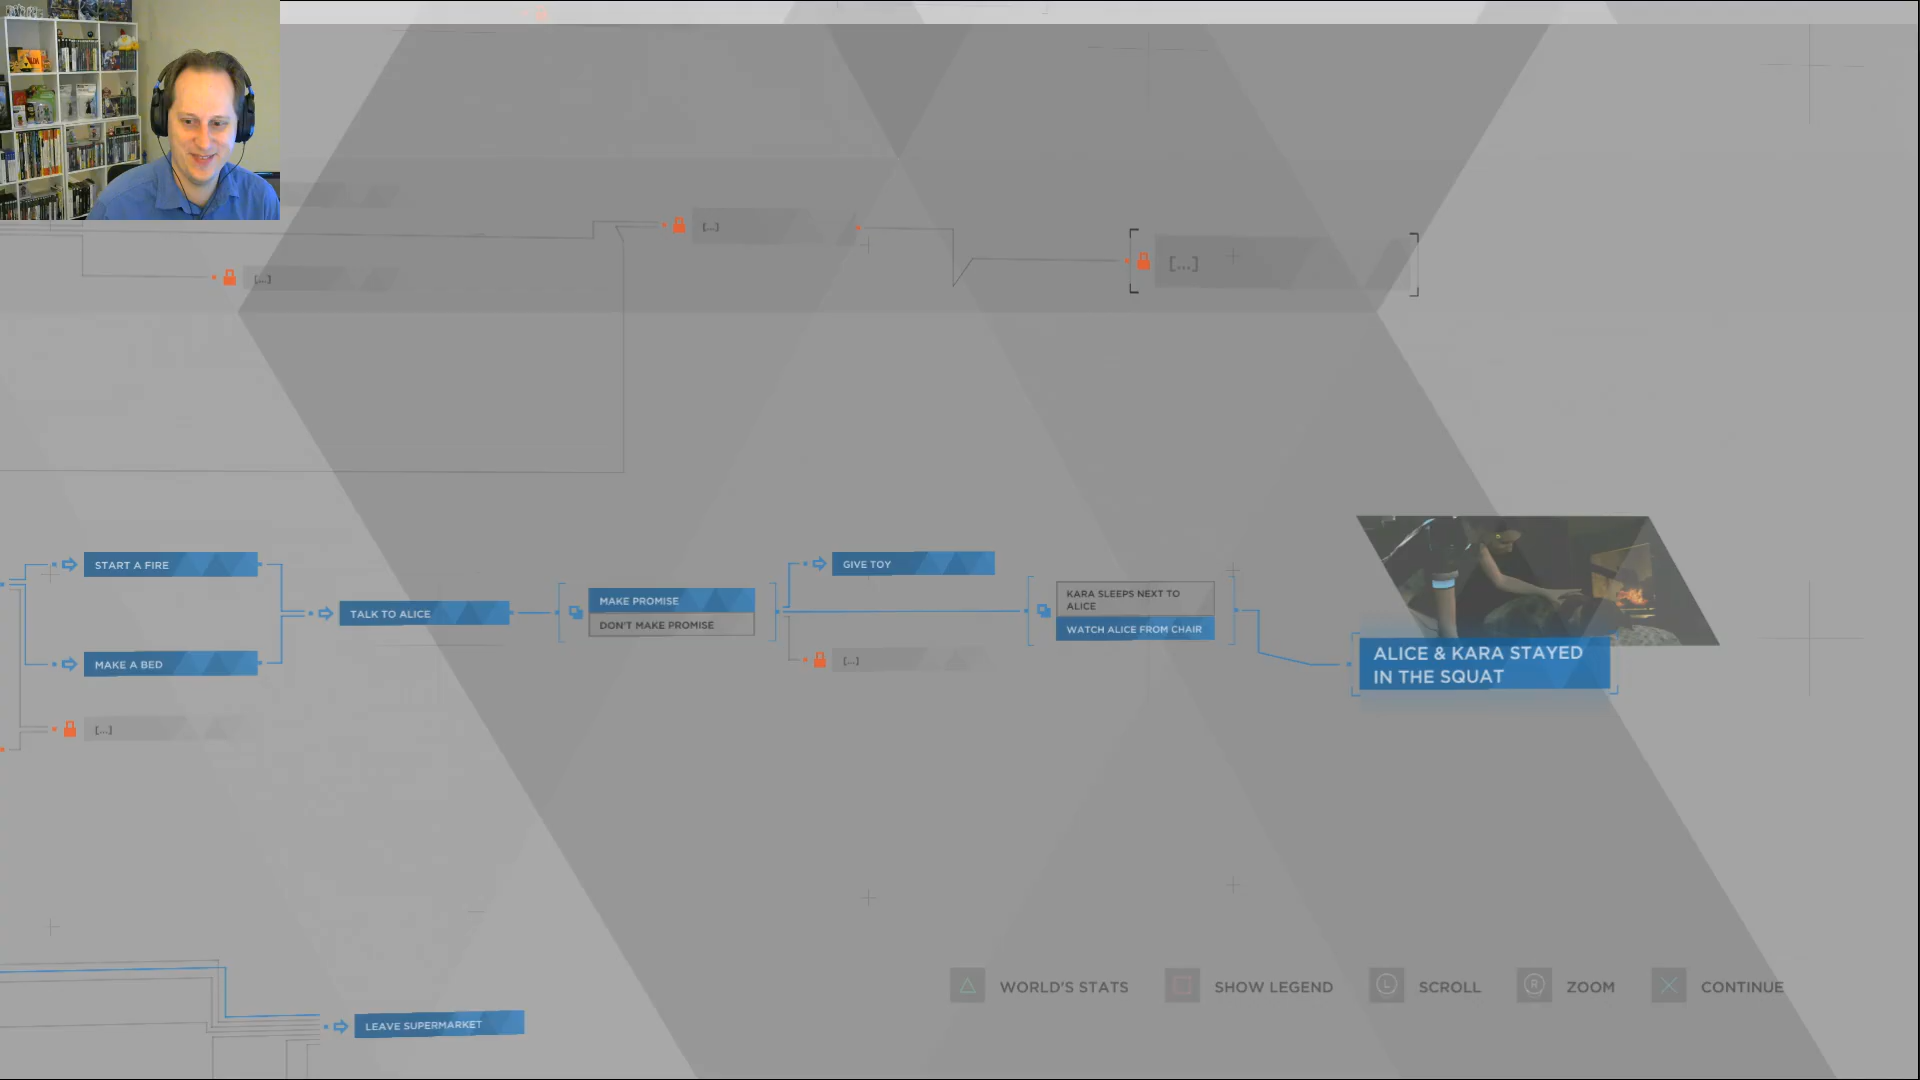 [...]
[...]
[...]
START A FIRE
GIVE TOY
KARA SLEEPS NEXT TO
ALICE
MAKE PROMISE
TALK TO ALICE
DON'T MAKE PROMISE
WATCH ALICE FROM CHAIR
ALICE & KARA STAYED
IN THE SQUAT
MAKE A BED
[...]
[...]
WORLD'S STATS
SHOW LEGEND
L
SCROLL
R
ZOOM
CONTINUE
LEAVE SUPERMARKET